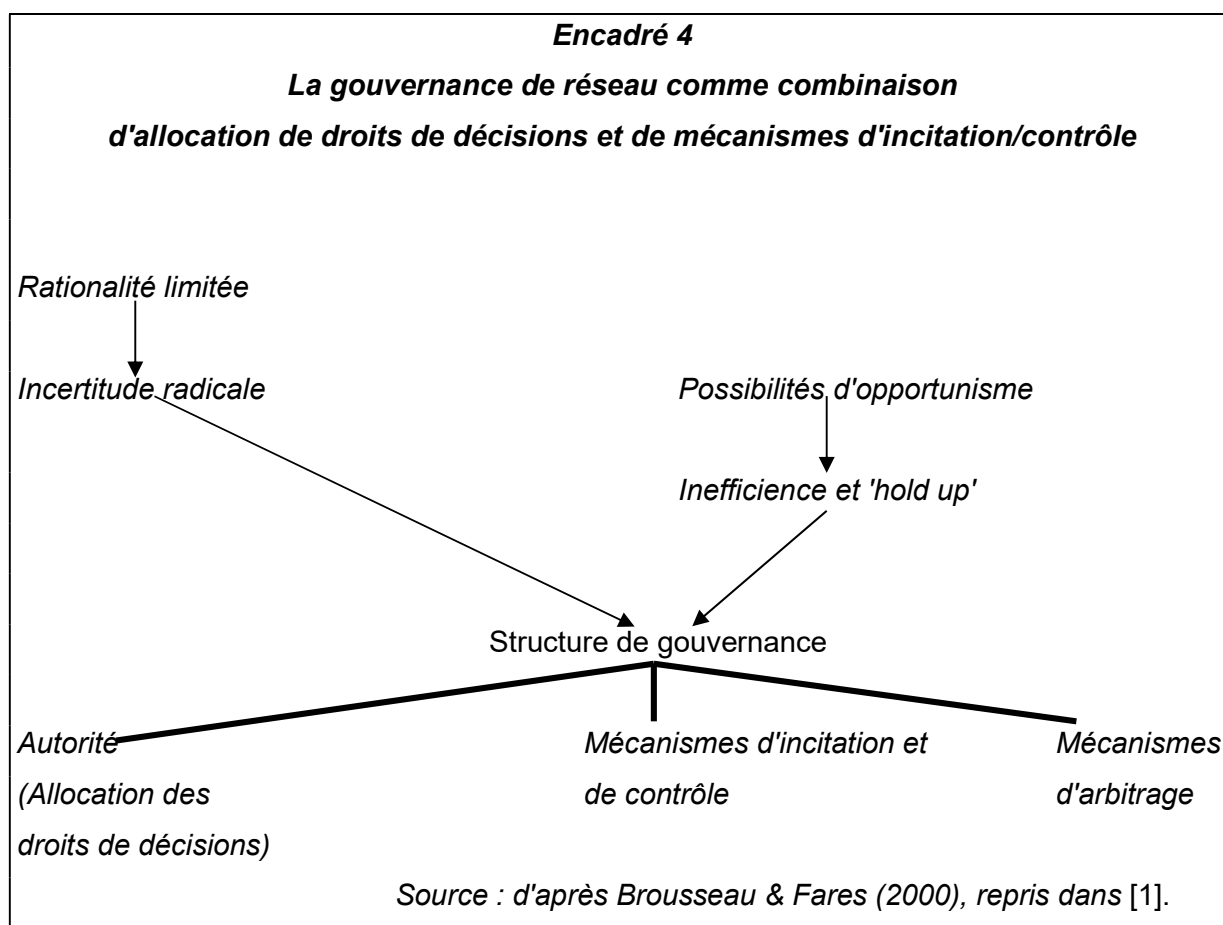 Encadré 4
La gouvernance de réseau comme combinaison
d'allocation de droits de décisions et de mécanismes d'incitation/contrôle
Rationalité limitée
Incertitude radicale
Possibilités d'opportunisme
Inefficience et 'hold up'
Structure de gouvernance
Autorité
(Allocation des
droits de décisions)
Mécanismes d'incitation et
de contrôle
Mécanismes
d'arbitrage
Source : d'après Brousseau & Fares (2000), repris dans [1].